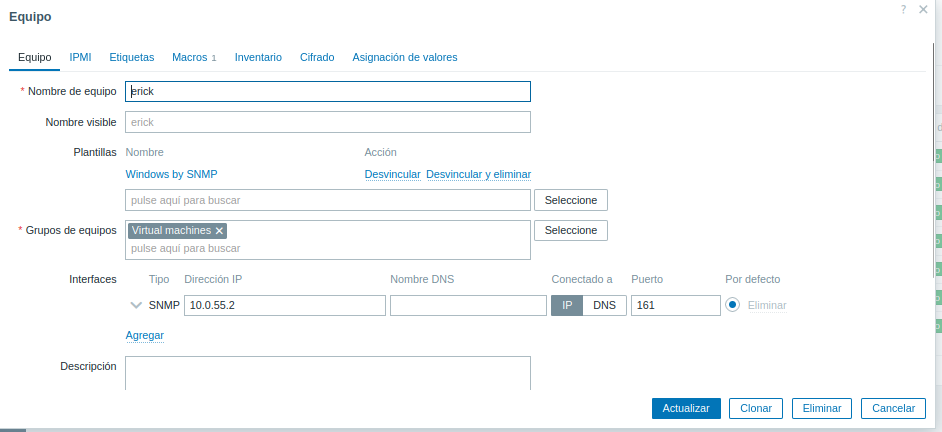 Equipo
?
Equipo IPMI Etiquetas Macros 1 Inventario Cifrado Asignación de valores
* Nombre de equipo erick
Nombre visible erick
Plantillas Nombre Acción
Windows by SNMP Desvincular Desvincular y eliminar
pulse aquí para buscar Seleccione
* Grupos de equipos Virtual machines Seleccione
pulse aquí para buscar
Interfaces Tipo Dirección IP Nombre DNS Conectado a Puerto Por defecto
SNMP 10.0.55.2 IP DNS 161 Eliminar
Agregar
Descripción
Actualizar Clonar Eliminar Cancelar